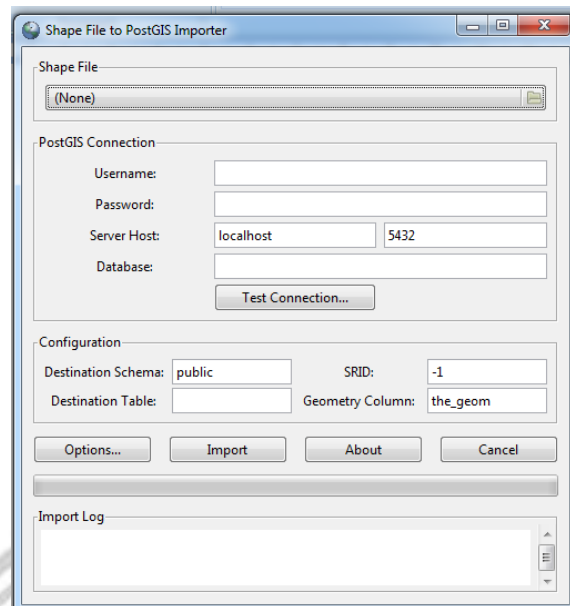 Shape File to PostGIS Importer
Shape File
(None)
PostGIS Connection
Username:
Password:
Server Host: localhost 5432
Database:
Test Connection...
Configuration
Destination Schema: public SRID: -1
Destination Table: Geometry Column: the_geom
Options... Import About Cancel
Import Log